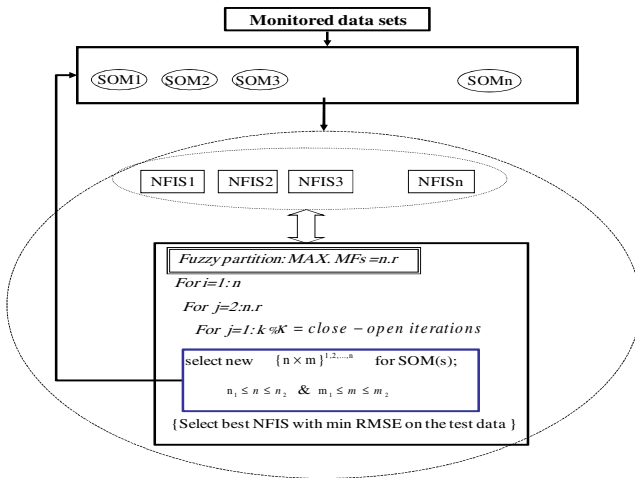 Monitored data sets
SOM1 SOM2 SOM3 SOMn
NFIS1 NFIS2 NFIS3 NFISn
Fuzzy partition: MAX. MFs =n.r
For i=1: n
For j=2:n.r
For j=1: k %K = close – open iterations
select new {n × m}^{1,2,...,n} for SOM(s);
n₁ ≤ n ≤ n₂ & m₁ ≤ m ≤ m₂
{Select best NFIS with min RMSE on the test data }